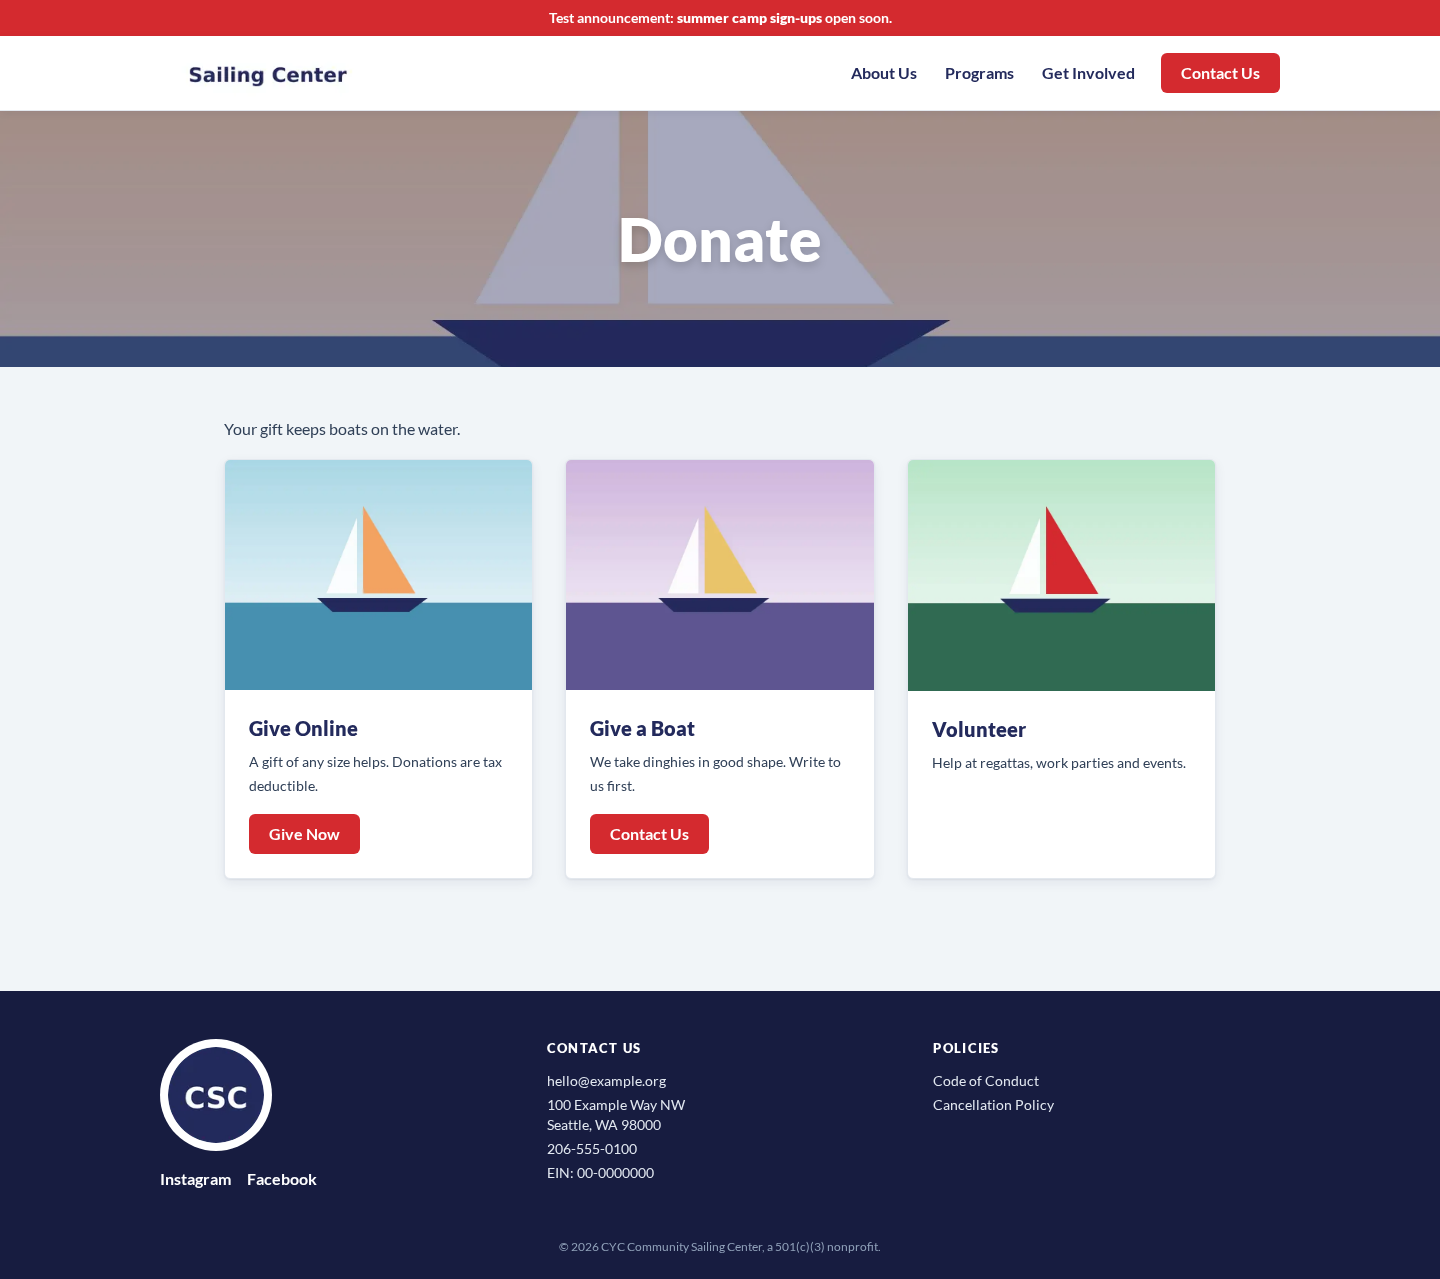 Test announcement: summer camp sign-ups open soon.
Sailing Center
About Us
Programs
Get Involved
Contact Us
Donate
Your gift keeps boats on the water.
Give Online
A gift of any size helps. Donations are tax
deductible.
Give Now
Give a Boat
We take dinghies in good shape. Write to
us first.
Contact Us
Volunteer
Help at regattas, work parties and events.
CSC
Instagram
Facebook
CONTACT US
hello@example.org
100 Example Way NW
Seattle, WA 98000
206-555-0100
EIN: 00-0000000
POLICIES
Code of Conduct
Cancellation Policy
© 2026 CYC Community Sailing Center, a 501(c)(3) nonprofit.